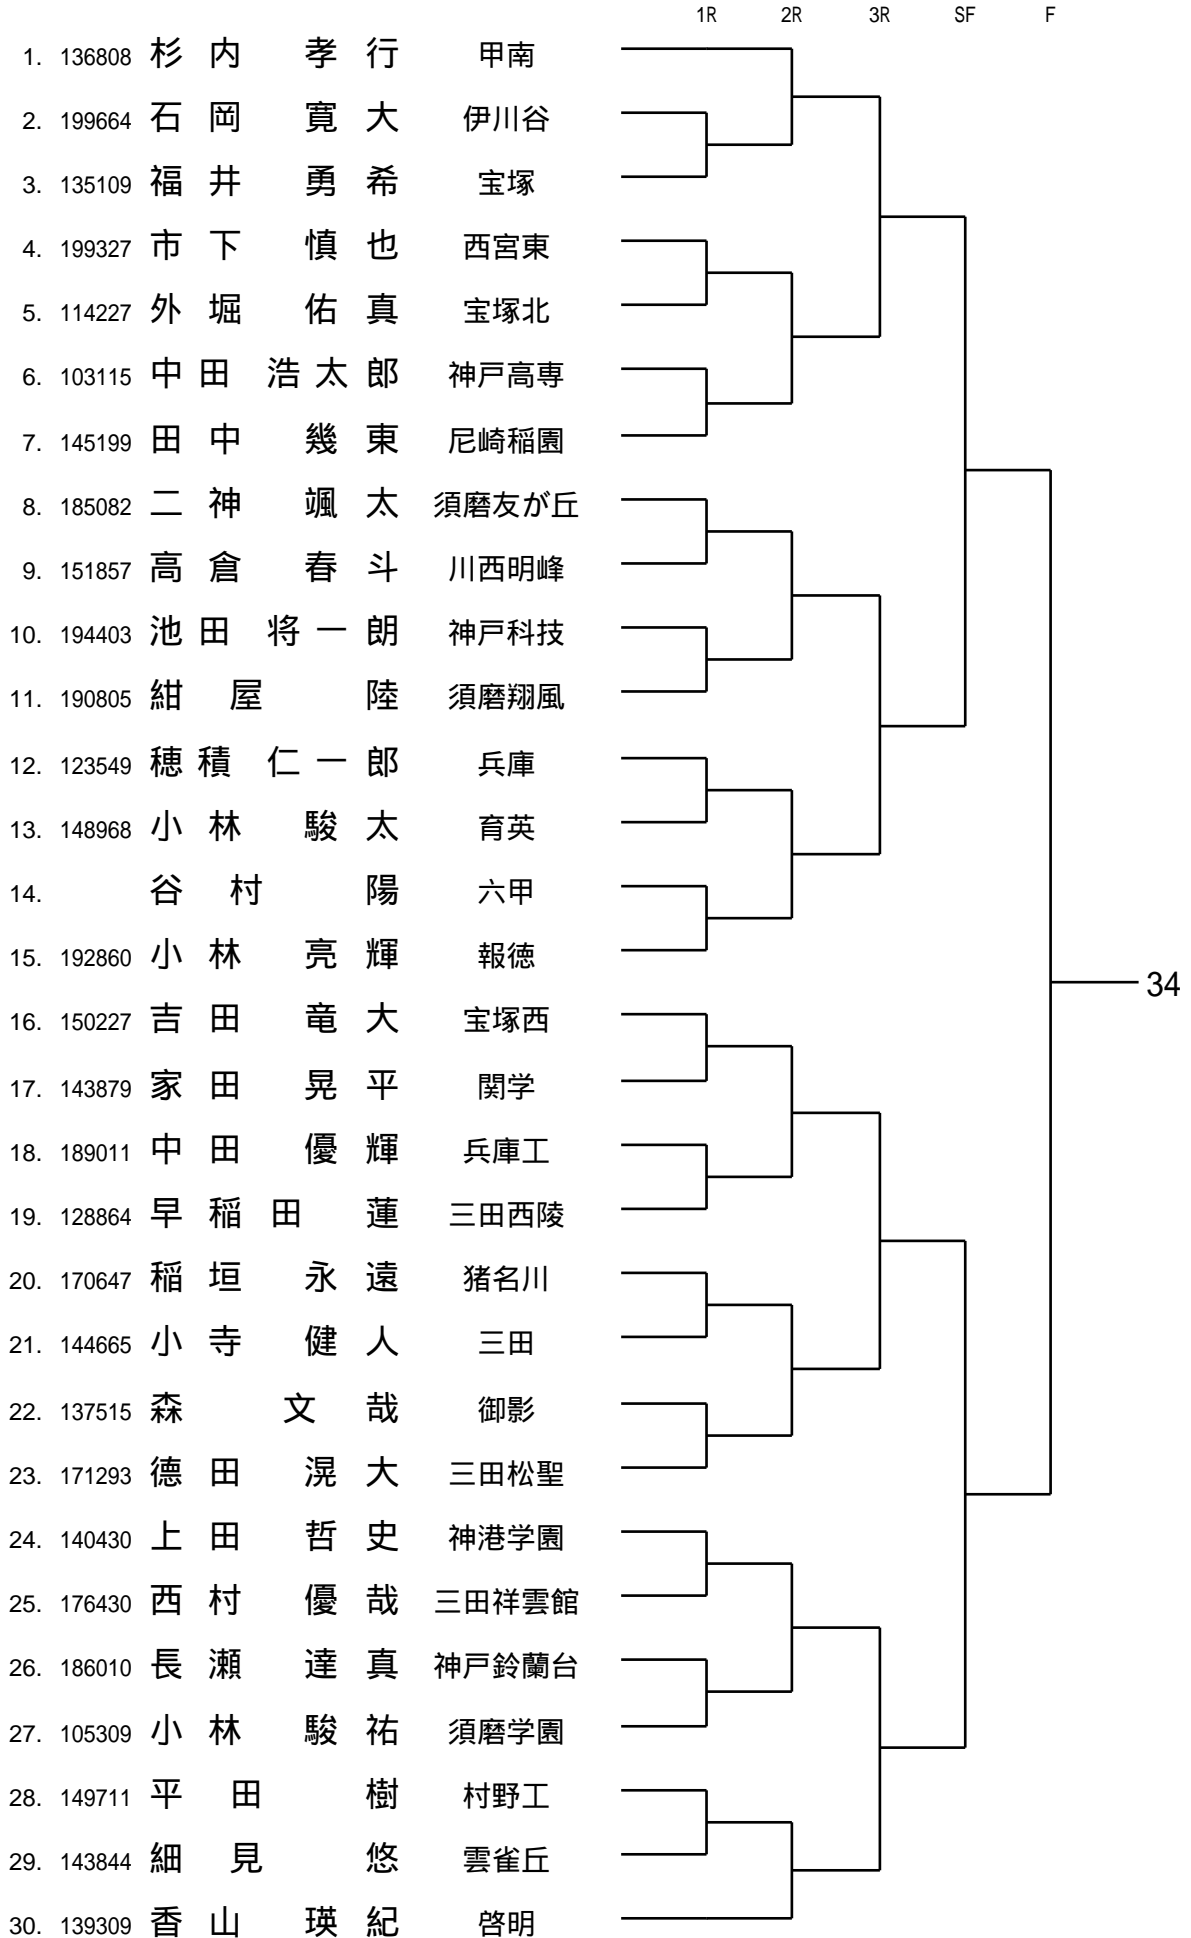 1R 2R 3R SF F
1. 136808 杉内 孝行 甲南
2. 199664 石岡 寛大 伊川谷
3. 135109 福井 勇希 宝塚
4. 199327 市下 慎也 西宮東
5. 114227 外堀 佑真 宝塚北
6. 103115 中田 浩太郎 神戸高専
7. 145199 田中 幾東 尼崎稲園
8. 185082 二神 颯太 須磨友が丘
9. 151857 高倉 春斗 川西明峰
10. 194403 池田 将一朗 神戸科技
11. 190805 紺屋 陸 須磨翔風
12. 123549 穂積 仁一郎 兵庫
13. 148968 小林 駿太 育英
14. 谷村 陽 六甲
15. 192860 小林 亮輝 報徳
34
16. 150227 吉田 竜大 宝塚西
17. 143879 家田 晃平 関学
18. 189011 中田 優輝 兵庫工
19. 128864 早稲田 蓮 三田西陵
20. 170647 稲垣 永遠 猪名川
21. 144665 小寺 健人 三田
22. 137515 森 文哉 御影
23. 171293 德田 滉大 三田松聖
24. 140430 上田 哲史 神港学園
25. 176430 西村 優哉 三田祥雲館
26. 186010 長瀬 達真 神戸鈴蘭台
27. 105309 小林 駿祐 須磨学園
28. 149711 平田 樹 村野工
29. 143844 細見 悠 雲雀丘
30. 139309 香山 瑛紀 啓明